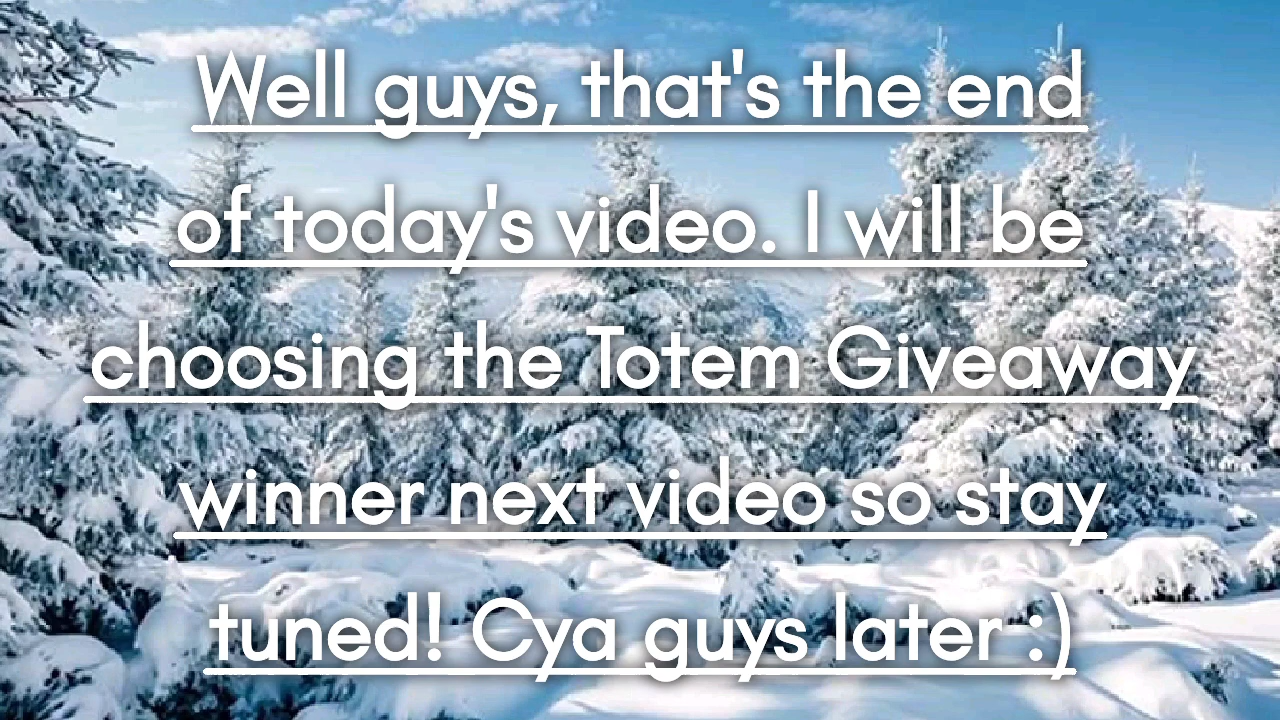 Well guys, that's the end
of today's video. I will be
choosing the Totem Giveaway
winner next video so stay
tuned! Cya guys later :)